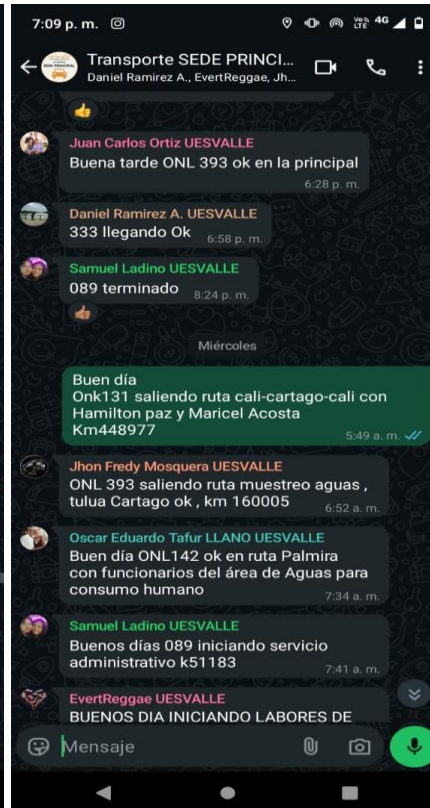 7:09 p. m.
VoD LTE 4G
Transporte SEDE PRINCI...
Daniel Ramirez A., EvertReggae, Jh...
Juan Carlos Ortiz UESVALLE
Buena tarde ONL 393 ok en la principal
6:28 p. m.
Daniel Ramirez A. UESVALLE
333 llegando Ok
6:58 p. m.
Samuel Ladino UESVALLE
089 terminado
8:24 p. m.
Miércoles
Buen día
Onk131 saliendo ruta cali-cartago-cali con
Hamilton paz y Maricel Acosta
Km448977
5:49 a. m.
Jhon Fredy Mosquera UESVALLE
ONL 393 saliendo ruta muestreo aguas ,
tulua Cartago ok , km 160005
6:52 a. m.
Oscar Eduardo Tafur LLANO UESVALLE
Buen día ONL142 ok en ruta Palmira
con funcionarios del área de Aguas para
consumo humano
7:34 a. m.
Samuel Ladino UESVALLE
Buenos días 089 iniciando servicio
administrativo k51183
7:41 a. m.
EvertReggae UESVALLE
BUENOS DIA INICIANDO LABORES DE
Mensaje